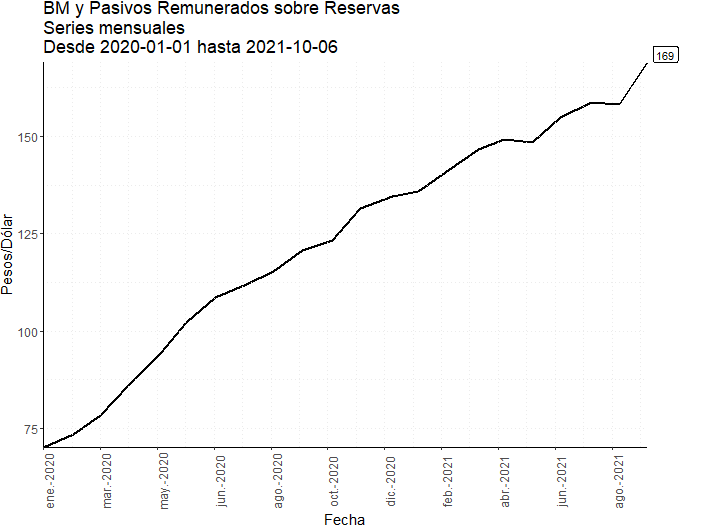 BM y Pasivos Remunerados sobre Reservas
Series mensuales
Desde 2020-01-01 hasta 2021-10-06
169
150
125
100
75
Pesos/Dólar
ene.-2020
mar.-2020
may.-2020
jun.-2020
ago.-2020
oct.-2020
dic.-2020
feb.-2021
abr.-2021
jun.-2021
ago.-2021
Fecha